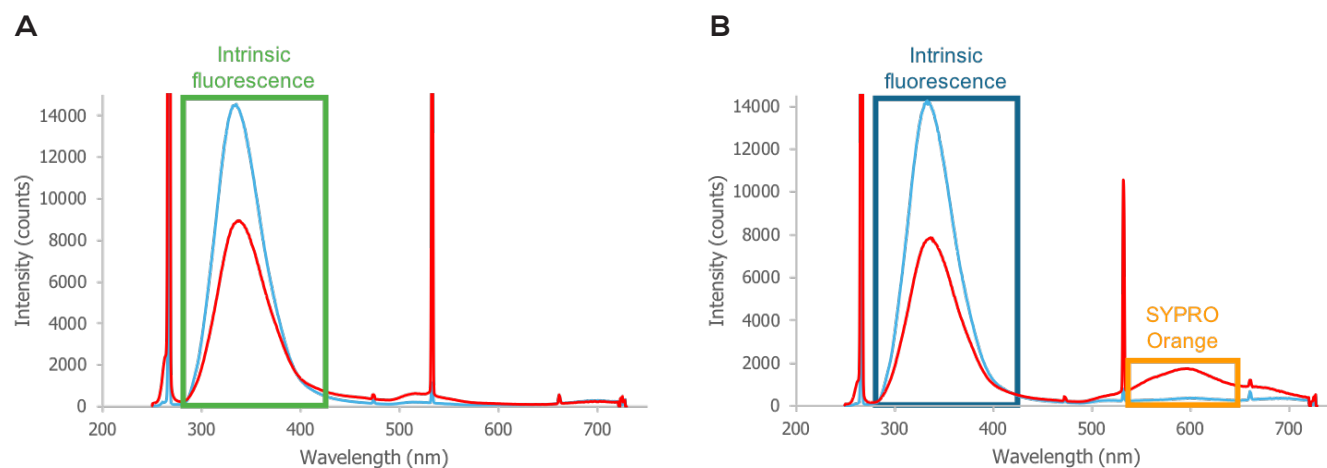 A
Intrinsic
fluorescence
Intensity (counts)
14000
12000
10000
8000
6000
4000
2000
0
200
300
400
500
600
700
Wavelength (nm)
B
Intrinsic
fluorescence
Intensity (counts)
14000
12000
10000
8000
6000
4000
2000
0
SYPRO
Orange
200
300
400
500
600
700
Wavelength (nm)